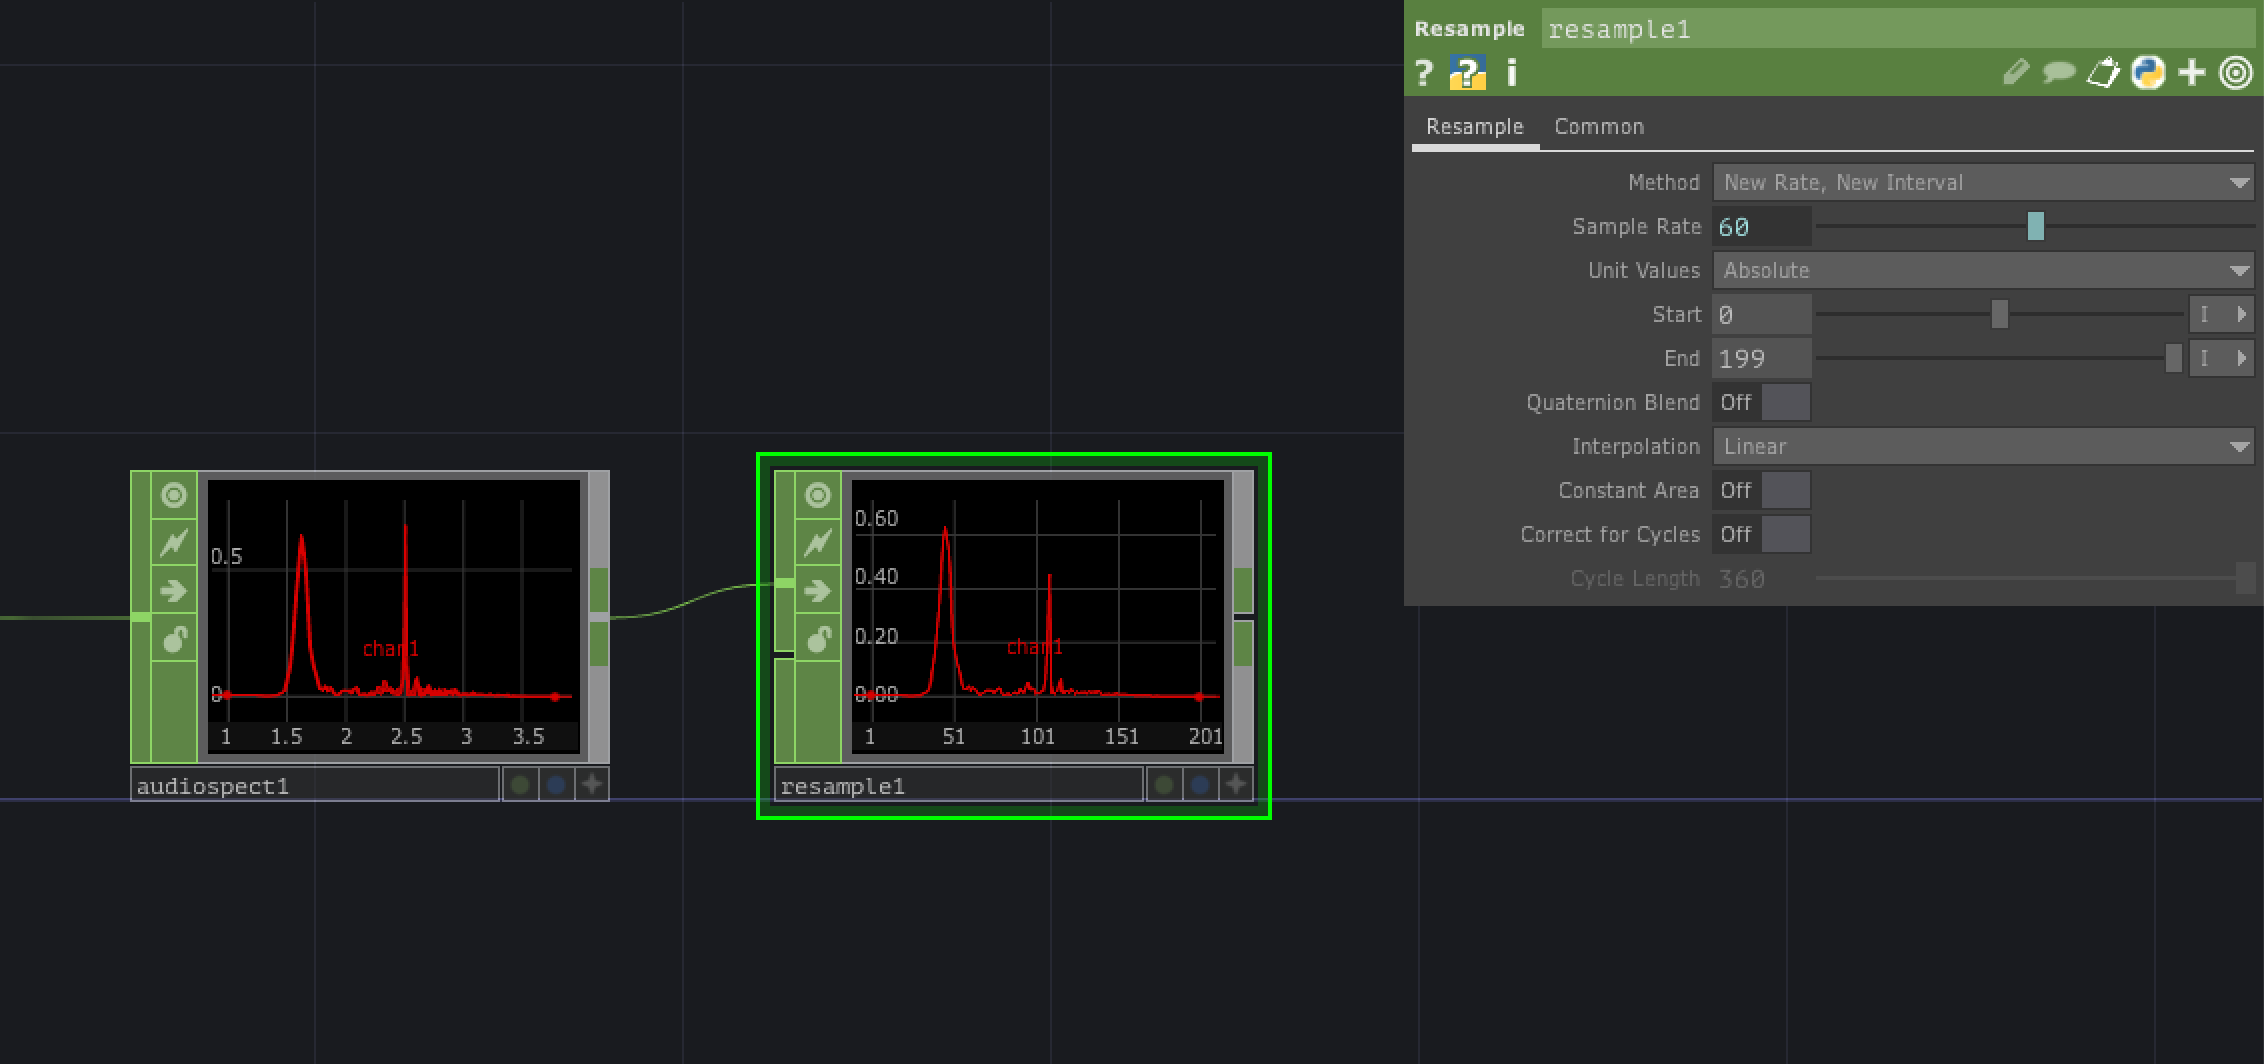 Resample resample1
? ? i
Resample Common
Method New Rate, New Interval
Sample Rate 60
Unit Values Absolute
Start 0 I
End 199 I
Quaternion Blend Off
Interpolation Linear
Constant Area Off
Correct for Cycles Off
Cycle Length 360
0.5
chan1
0
1 1.5 2 2.5 3 3.5
audiospect1
0.60
0.40
0.20
chan1
0.00
1 51 101 151 201
resample1